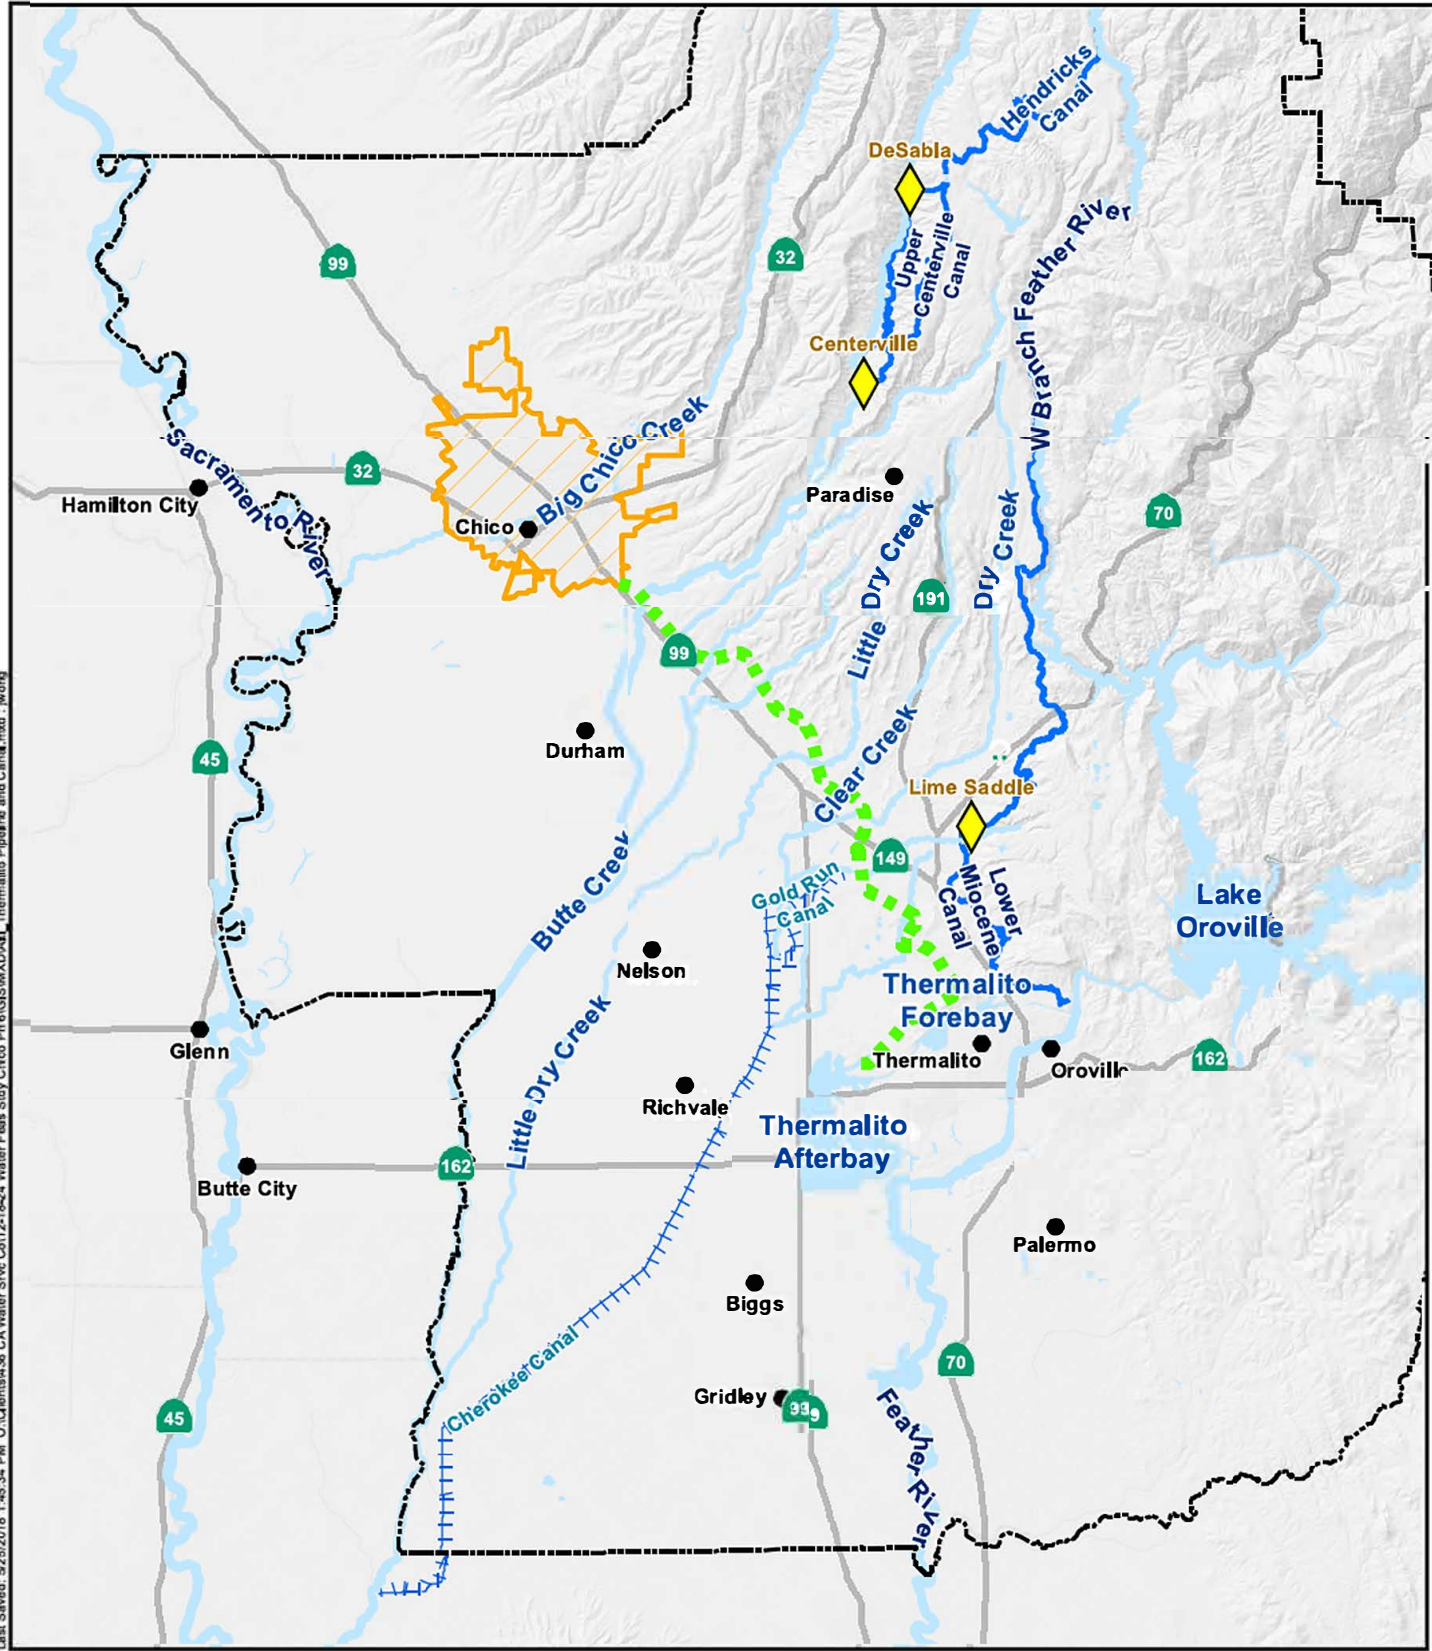 Hendricks
Canal
DeSabla
W Branch Feather River
32
99
Upper
Centerville
Canal
Centerville
Big Chico Creek
Sacramento River
32
Hamilton City
Chico
Paradise
Little Dry Creek
Dry Creek
70
191
99
Durham
45
Clear Creek
Lime Saddle
Butte Creek
149
Gold Run
Canal
Lower
Miocene
Canal
Lake
Oroville
Nelson
Thermalito
Forebay
Little Dry Creek
Glenn
Thermalito
Oroville
162
Richvale
Thermalito
Afterbay
162
Butte City
Palermo
Biggs
Cherokee Canal
70
Gridley
99
9
45
Feather River